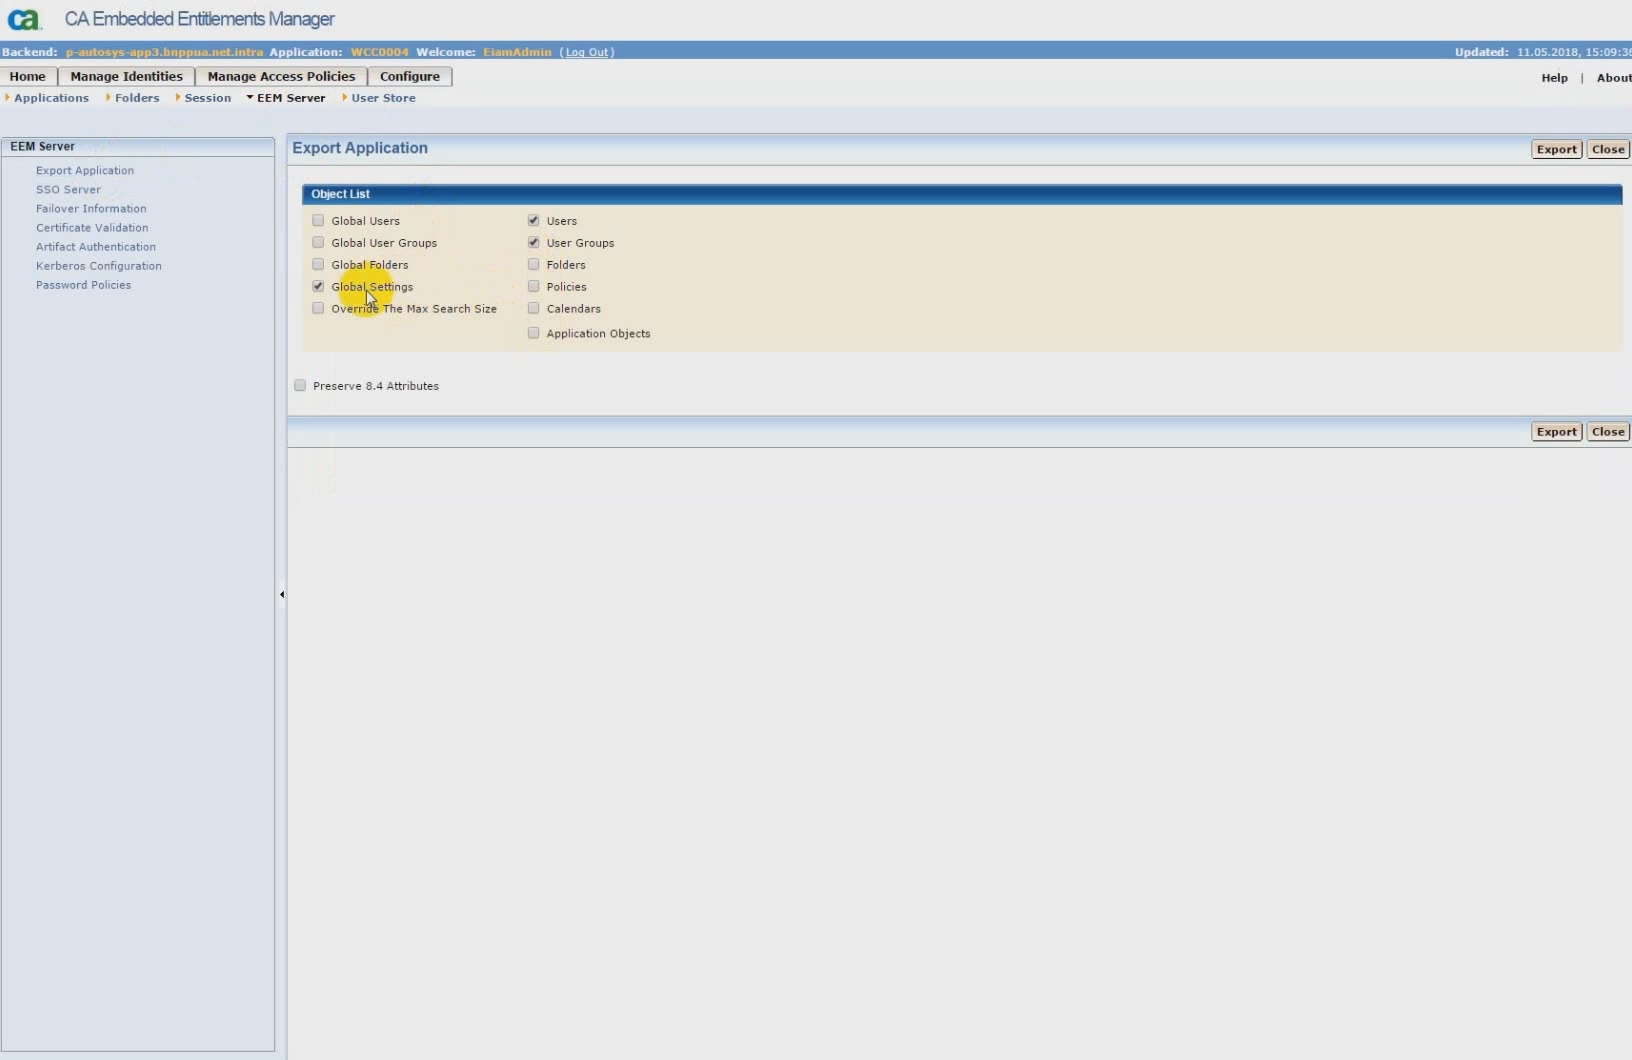 ca CA Embedded Entitlements Manager
Backend: p-autosys-app3.bnppua.net.intra Application: WCC0004 Welcome: EiamAdmin (Log Out) Updated: 11.05.2018, 15:09:36
Home Manage Identities Manage Access Policies Configure Help | About
Applications Folders Session EEM Server User Store
EEM Server
Export Application
SSO Server
Failover Information
Certificate Validation
Artifact Authentication
Kerberos Configuration
Password Policies
Export Application Export Close
Object List
Global Users Users
Global User Groups User Groups
Global Folders Folders
Global Settings Policies
Override The Max Search Size Calendars
Application Objects
Preserve 8.4 Attributes
Export Close